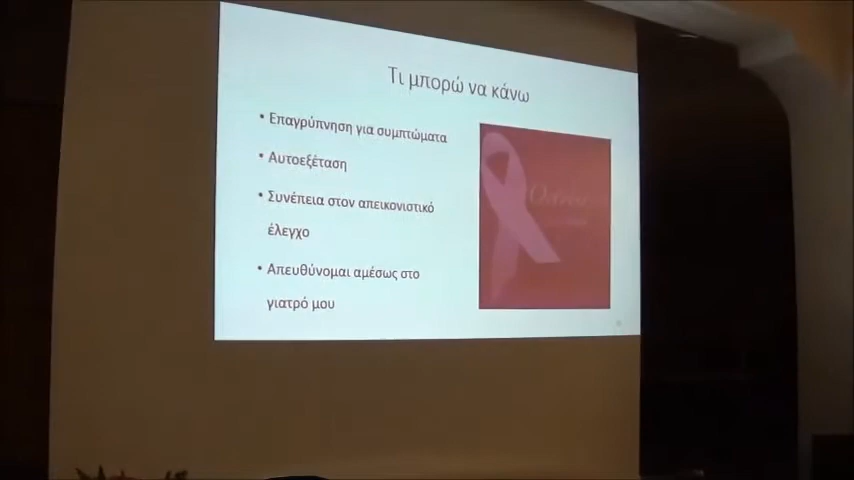 Τι μπορώ να κάνω
• Επαγρύπνηση για συμπτώματα
• Αυτοεξέταση
• Συνέπεια στον απεικονιστικό
έλεγχο
• Απευθύνομαι αμέσως στο
γιατρό μου